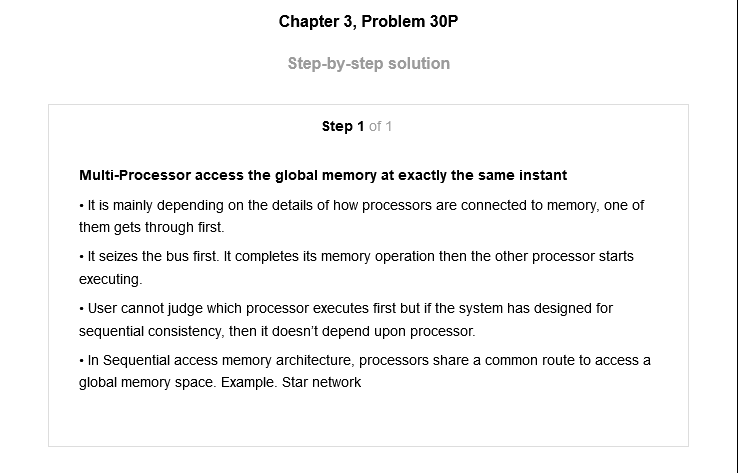 Chapter 3, Problem 30P
Step-by-step solution
Step 1 of 1
Multi-Processor access the global memory at exactly the same instant
• It is mainly depending on the details of how processors are connected to memory, one of
them gets through first.
• It seizes the bus first. It completes its memory operation then the other processor starts
executing.
• User cannot judge which processor executes first but if the system has designed for
sequential consistency, then it doesn’t depend upon processor.
• In Sequential access memory architecture, processors share a common route to access a
global memory space. Example. Star network